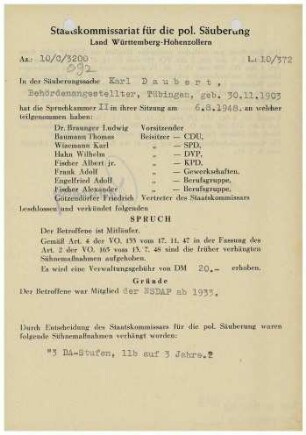 Staatskommissariat für die pol. Säuberung
Land Württemberg-Hohenzollern
Az.: 10/C/3200
L: 10/372
092
In der Säuberungssache Karl Daubert,
Behördenangestellter, Tübingen, geb. 30.11.1903
hat die Spruchkammer II in ihrer Sitzung am 6.8.1948, an welcher
teilgenommen haben:
Dr. Braunger Ludwig Vorsitzender
Baumann Thomas Beisitzer — CDU,
Wizemann Karl — SPD,
Hahn Wilhelm — DVP,
Fischer Albert jr. — KPD,
Frank Adolf — Gewerkschaften.
Engelfried Adolf — Berufsgruppe,
Fischer Alexander — Berufsgruppe,
Götzendörfer Friedrich Vertreter des Staatskommissars
beschlossen und verkündet folgenden
SPRUCH
Der Betroffene ist Mitläufer.
Gemäß Art. 4 der VO. 133 vom 17. 11. 47 in der Fassung des
Art. 2 der VO. 165 vom 13. 7. 48 sind die früher verhängten
Sühnemaßnahmen aufgehoben.
Es wird eine Verwaltungsgebühr von DM 20.— erhoben.
Gründe
Der Betroffene war Mitglied der NSDAP ab 1933.
Durch Entscheidung des Staatskommissars für die pol. Säuberung waren
folgende Sühnemaßnahmen verhängt worden:
"3 DA-Stufen, 11b auf 3 Jahre."